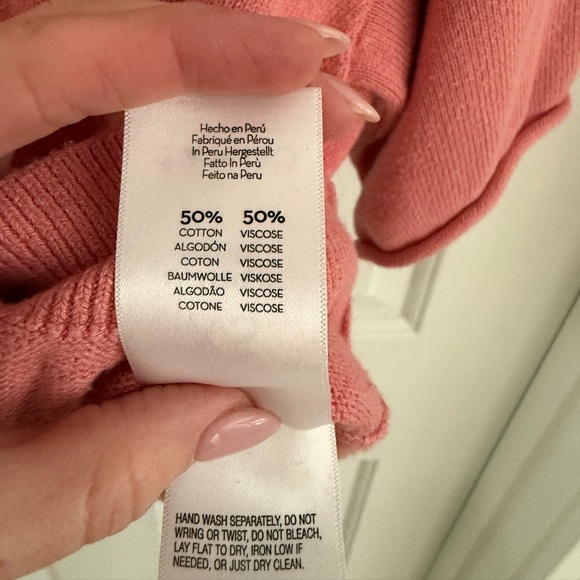 Hecho en Perú
Fabriqué en Pérou
In Peru Hergestellt
Fatto In Perù
Feito na Peru
50% 50%
COTTON VISCOSE
ALGODÓN VISCOSE
COTON VISCOSE
BAUMWOLLE VISKOSE
ALGODÃO VISCOSE
COTONE VISCOSE
HAND WASH SEPARATELY, DO NOT
WRING OR TWIST, DO NOT BLEACH,
LAY FLAT TO DRY, IRON LOW IF
NEEDED, OR JUST DRY CLEAN.